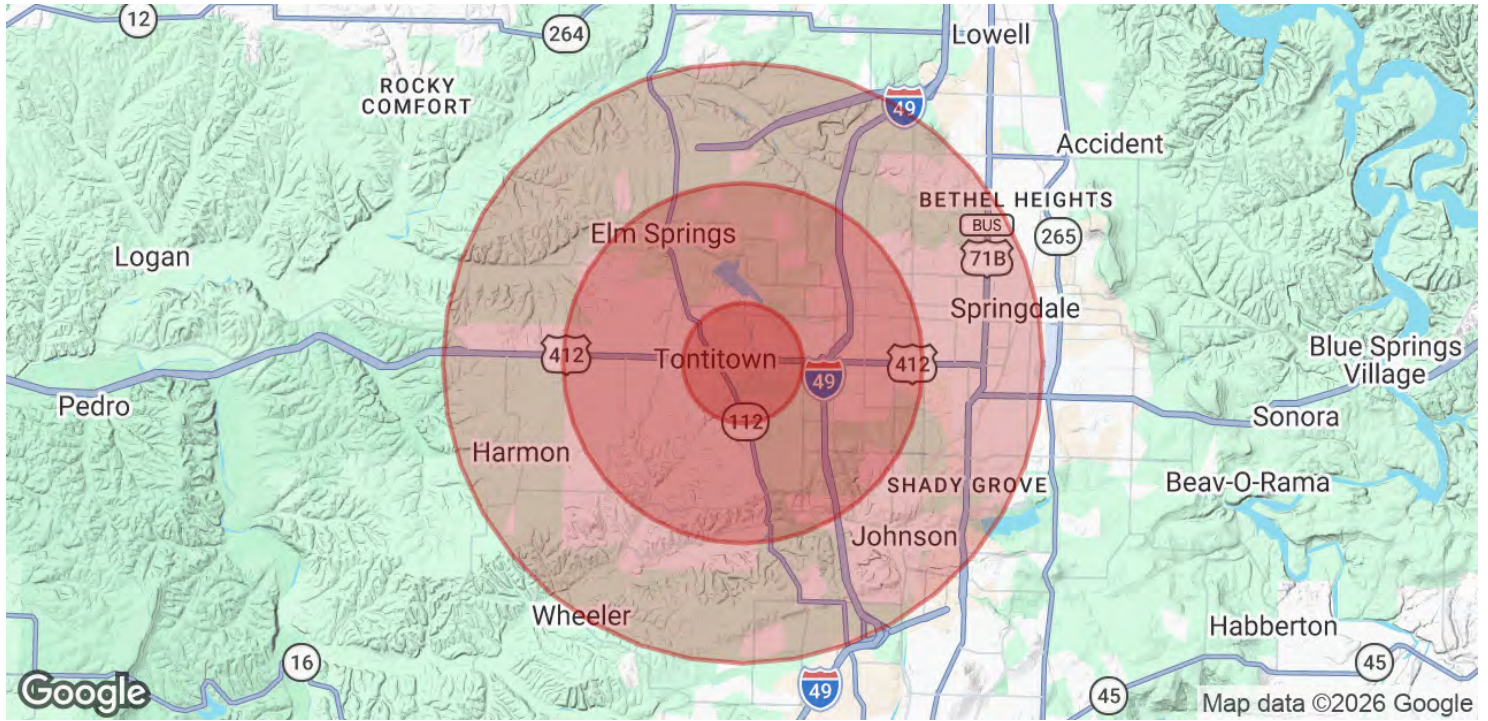 12
264
Lowell
ROCKY
COMFORT
49
Accident
BETHEL HEIGHTS
BUS
71B
265
Elm Springs
Logan
Springdale
412
Tontitown
49
412
Blue Springs
Village
Pedro
112
Sonora
Harmon
SHADY GROVE
Beav-O-Rama
Johnson
Wheeler
Habberton
16
45
49
45
Google
Map data ©2026 Google